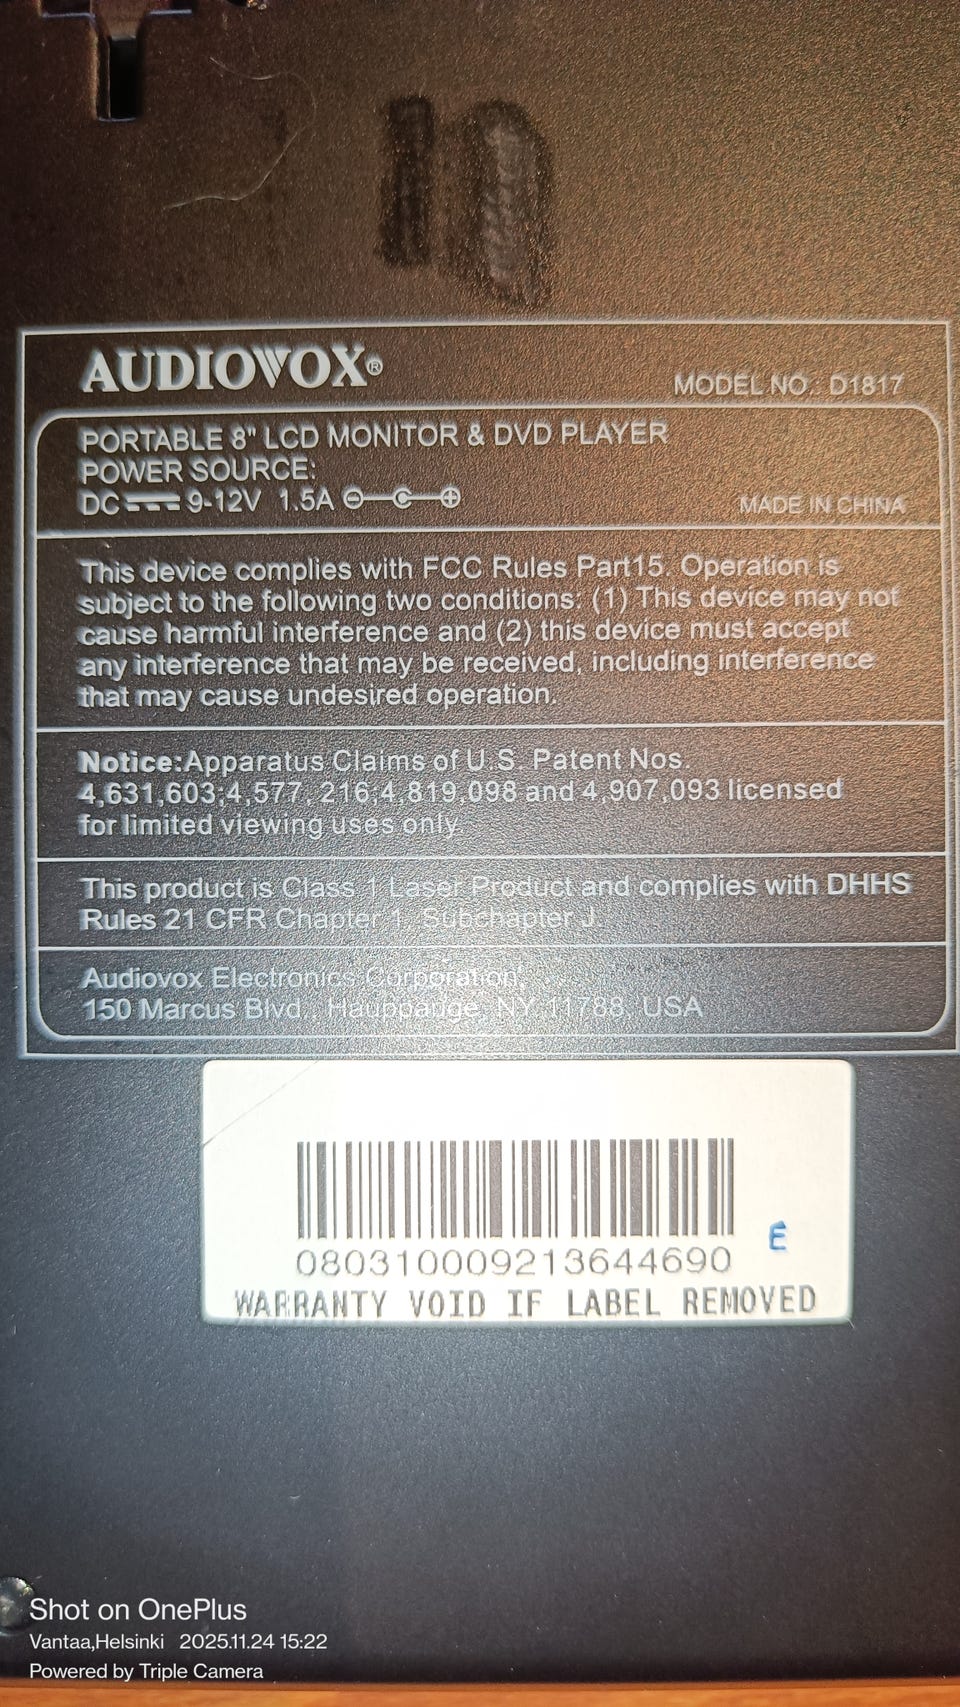 10
AUDIOVOX®
MODEL NO.: D1817
PORTABLE 8" LCD MONITOR & DVD PLAYER
POWER SOURCE:
DC 9-12V 1.5A
MADE IN CHINA
This device complies with FCC Rules Part15. Operation is
subject to the following two conditions: (1) This device may not
cause harmful interference and (2) this device must accept
any interference that may be received, including interference
that may cause undesired operation.
Notice:Apparatus Claims of U.S. Patent Nos.
4,631,603;4,577, 216;4,819,098 and 4,907,093 licensed
for limited viewing uses only.
This product is Class 1 Laser Product and complies with DHHS
Rules 21 CFR Chapter 1, Subchapter J.
Audiovox Electronics Corporation,
150 Marcus Blvd., Hauppauge, NY 11788, USA
E
080310009213644690
WARRANTY VOID IF LABEL REMOVED
Shot on OnePlus
Vantaa,Helsinki 2025.11.24 15:22
Powered by Triple Camera